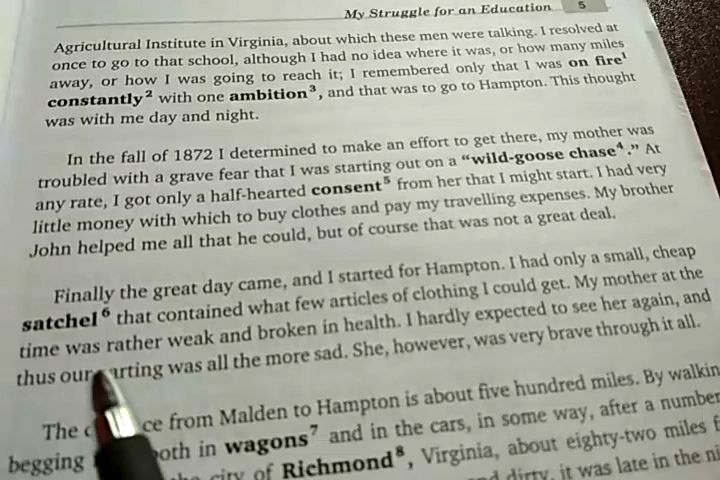 My Struggle for an Education 5
Agricultural Institute in Virginia, about which these men were talking. I resolved at
once to go to that school, although I had no idea where it was, or how many miles
away, or how I was going to reach it; I remembered only that I was on fire¹
constantly² with one ambition³, and that was to go to Hampton. This thought
was with me day and night.
In the fall of 1872 I determined to make an effort to get there, my mother was
troubled with a grave fear that I was starting out on a “wild-goose chase⁴.” At
any rate, I got only a half-hearted consent⁵ from her that I might start. I had very
little money with which to buy clothes and pay my travelling expenses. My brother
John helped me all that he could, but of course that was not a great deal.
Finally the great day came, and I started for Hampton. I had only a small, cheap
satchel⁶ that contained what few articles of clothing I could get. My mother at the
time was rather weak and broken in health. I hardly expected to see her again, and
thus our arting was all the more sad. She, however, was very brave through it all.
The ce from Malden to Hampton is about five hundred miles. By walkin
begging oth in wagons⁷ and in the cars, in some way, after a number
the city of Richmond⁸, Virginia, about eighty-two miles f
d dirty, it was late in the ni